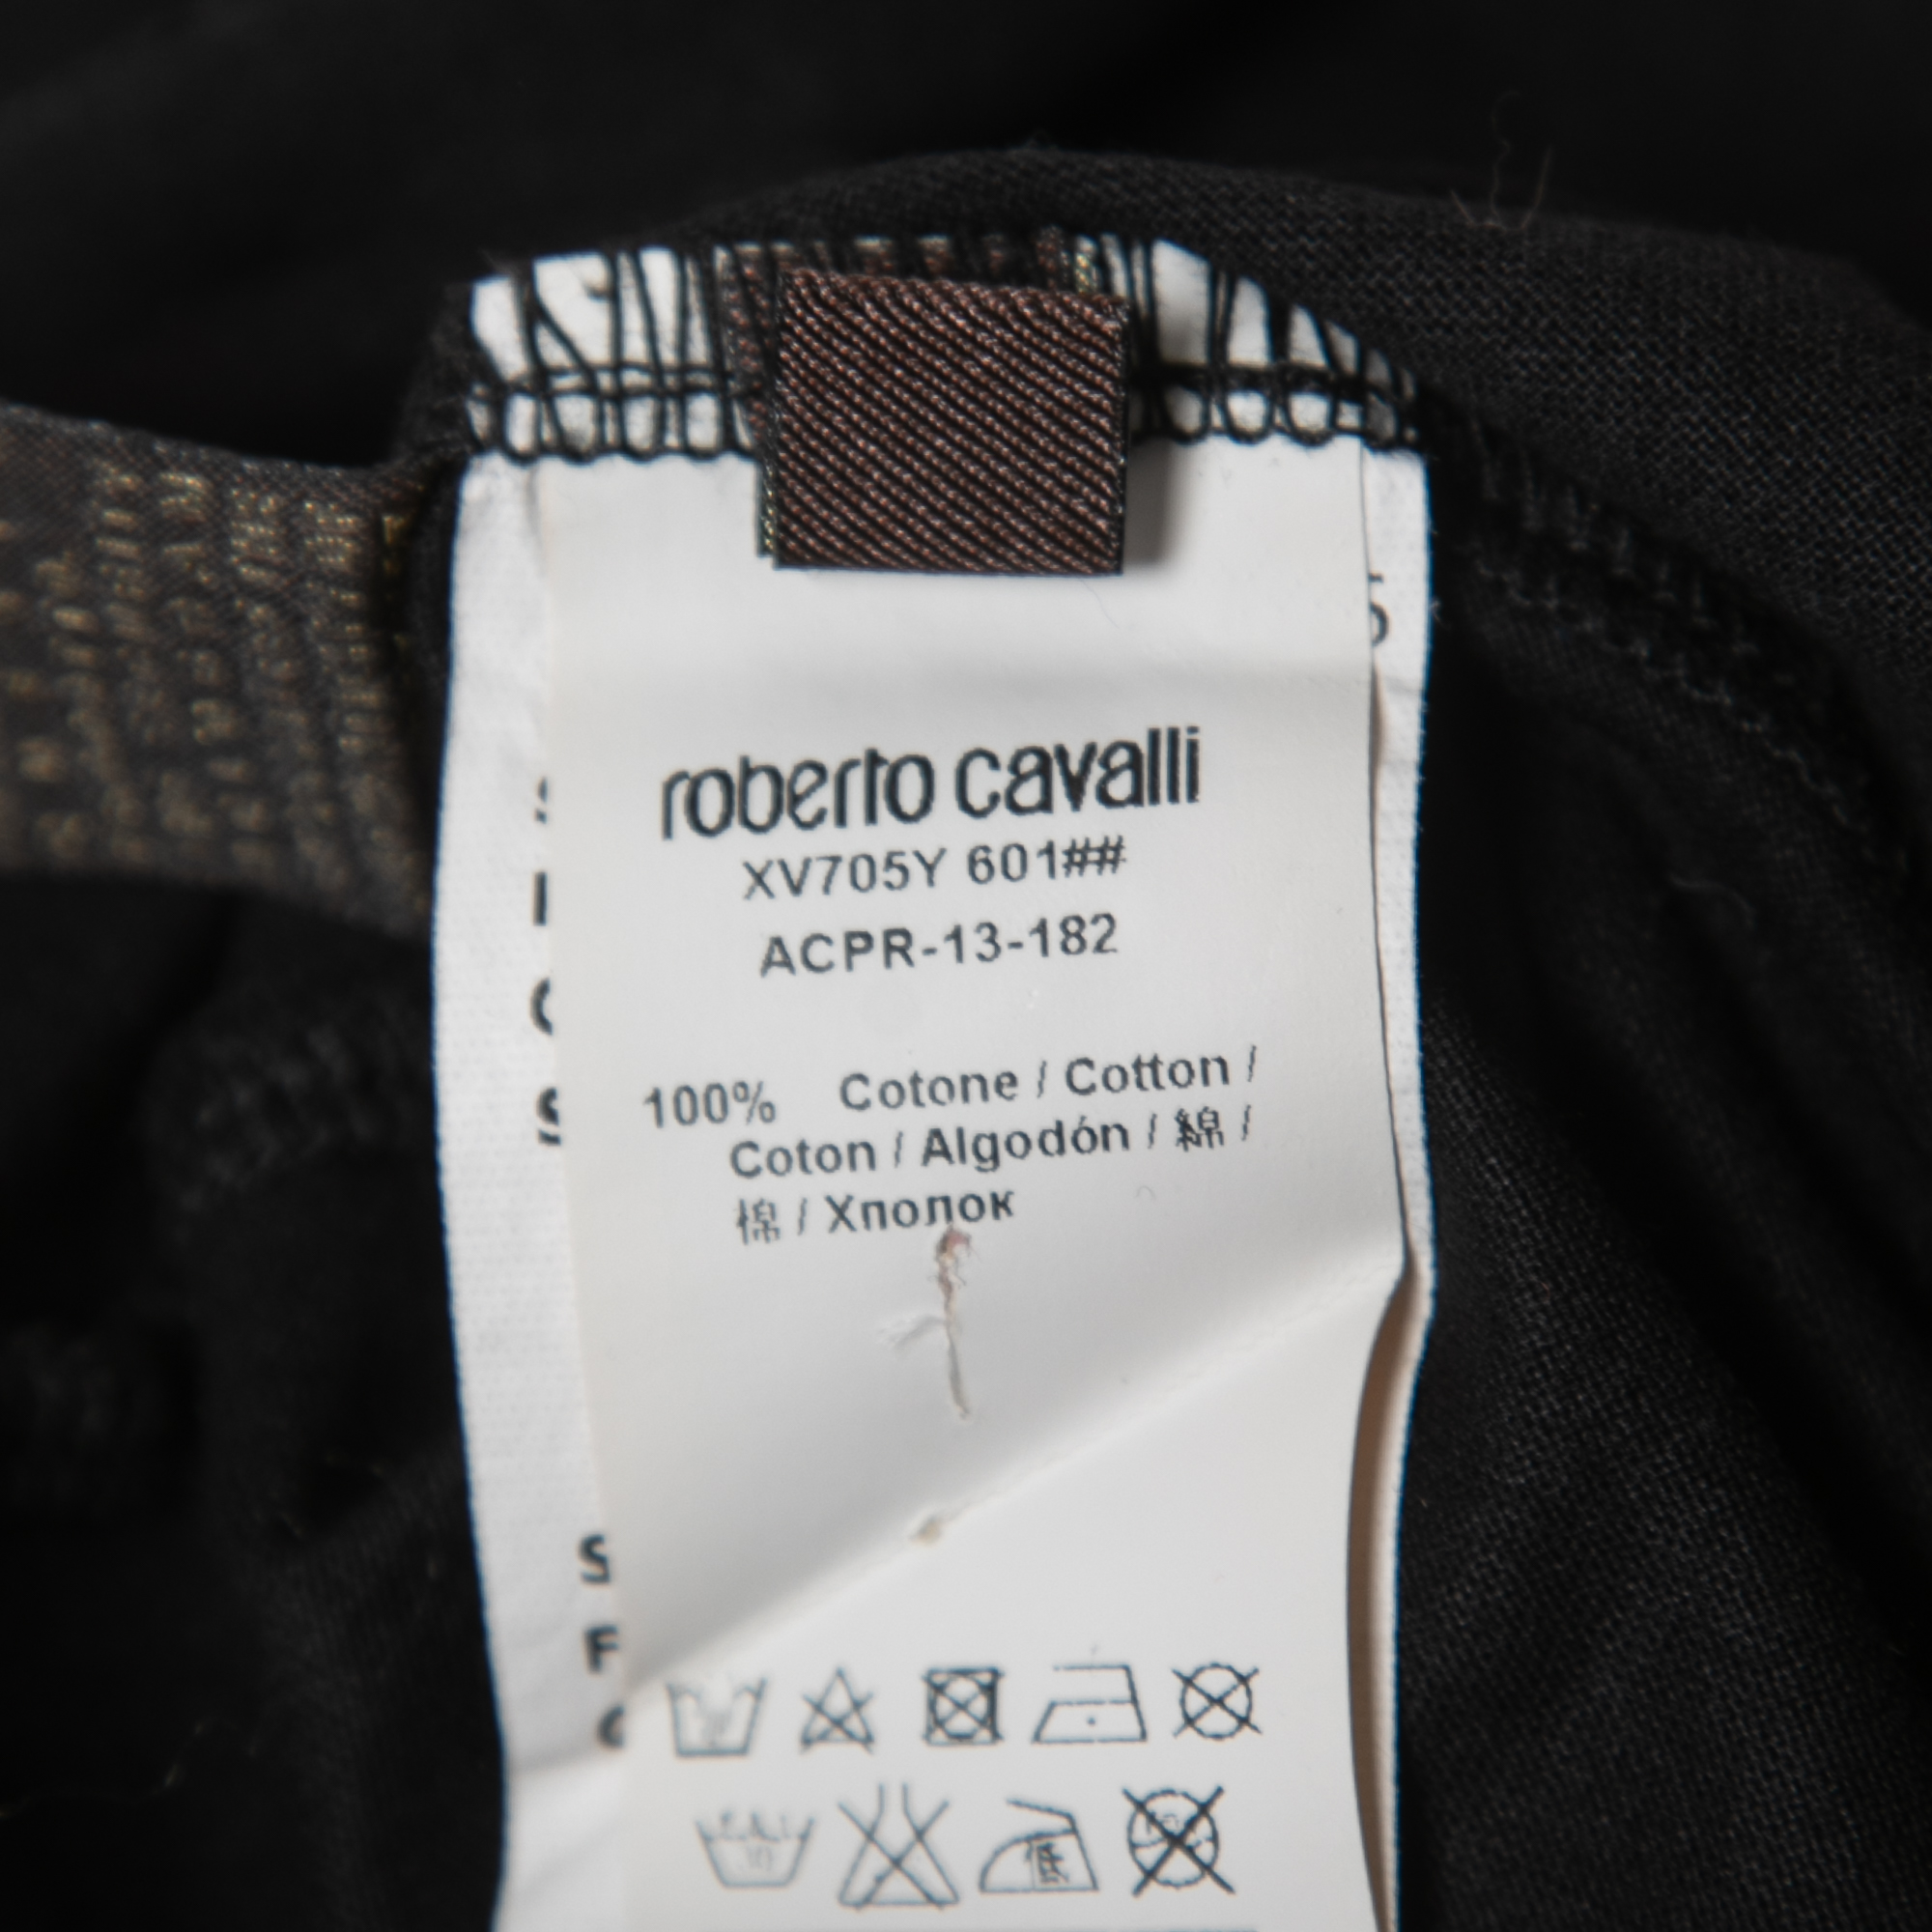 roberto cavalli
XV705Y 601##
ACPR-13-182
100% Cotone / Cotton /
Coton / Algodón / 綿 /
棉 / Хлопок